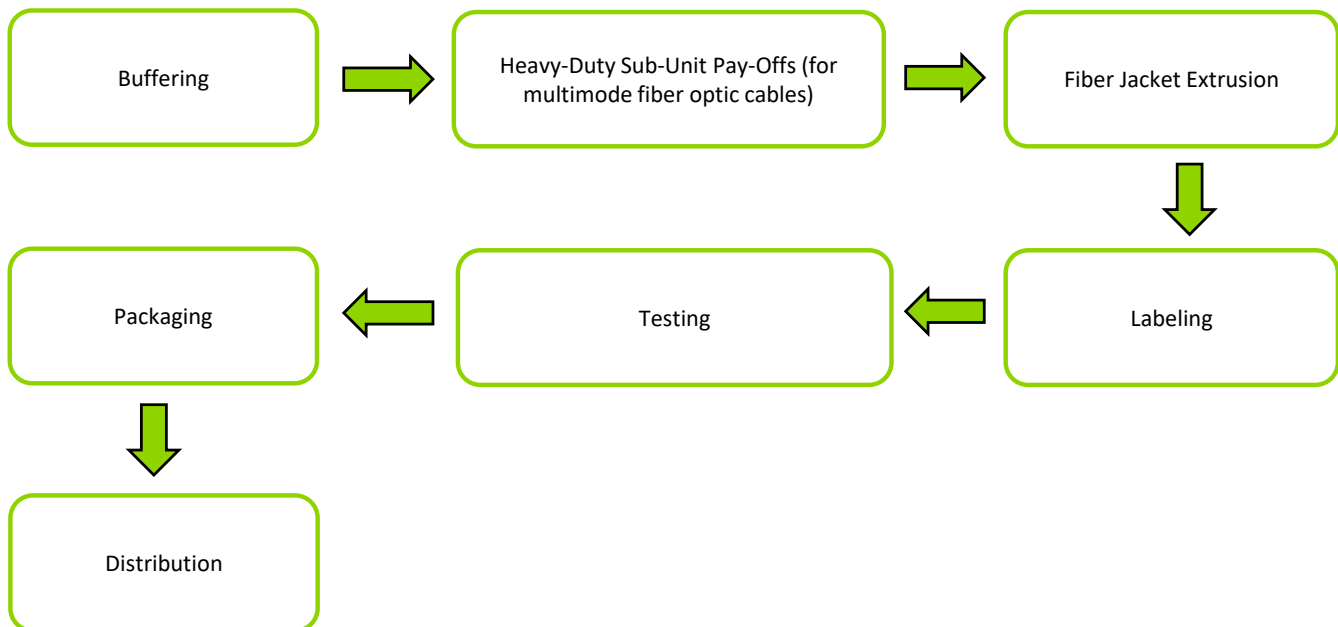 Buffering
Heavy-Duty Sub-Unit Pay-Offs (for
multimode fiber optic cables)
Fiber Jacket Extrusion
Labeling
Testing
Packaging
Distribution